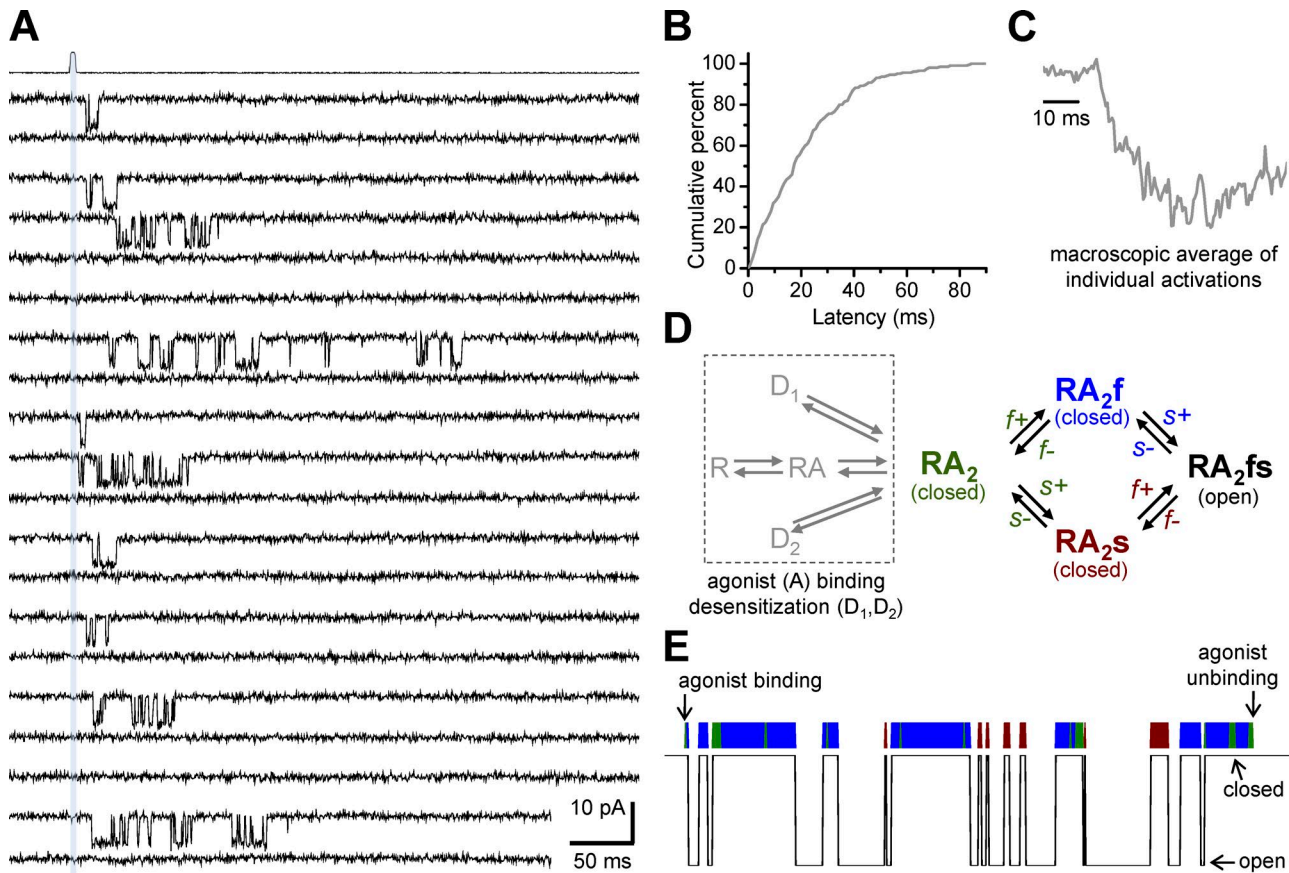 A
10 pA
50 ms
B
Cumulative percent
100
80
60
40
20
0
0 20 40 60 80
Latency (ms)
C
10 ms
macroscopic average of
individual activations
D
D1
R
RA
D2
agonist (A) binding
desensitization (D1,D2)
RA2
(closed)
f+
f-
s+
s-
RA2f
(closed)
s+
s-
RA2fs
(open)
f+
f-
RA2s
(closed)
E
agonist binding
agonist
unbinding
closed
open